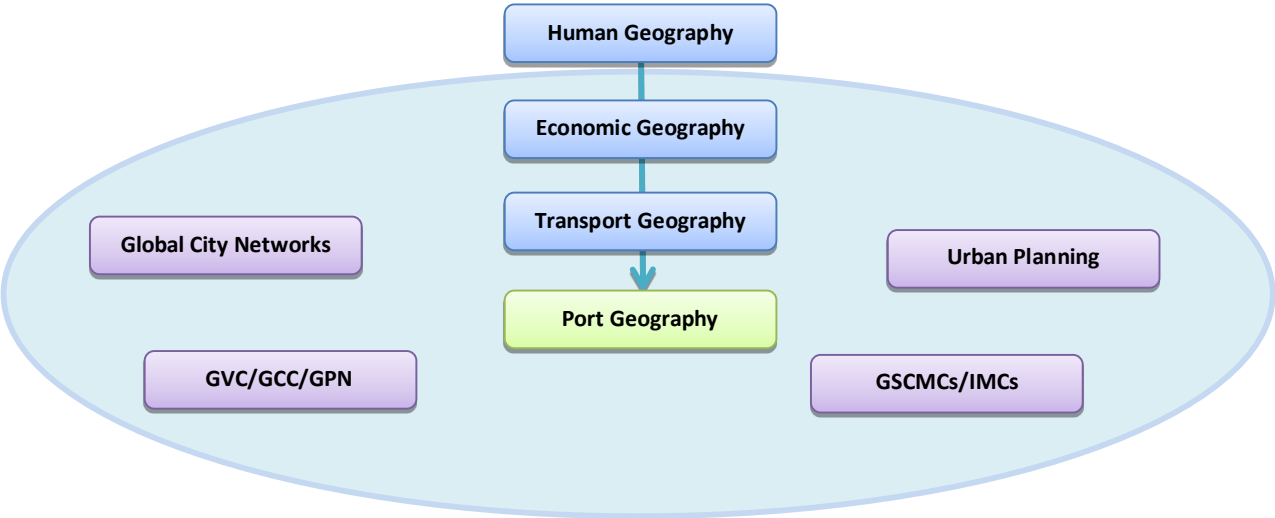 Human Geography
Economic Geography
Transport Geography
Global City Networks
Urban Planning
Port Geography
GVC/GCC/GPN
GSCMCs/IMCs